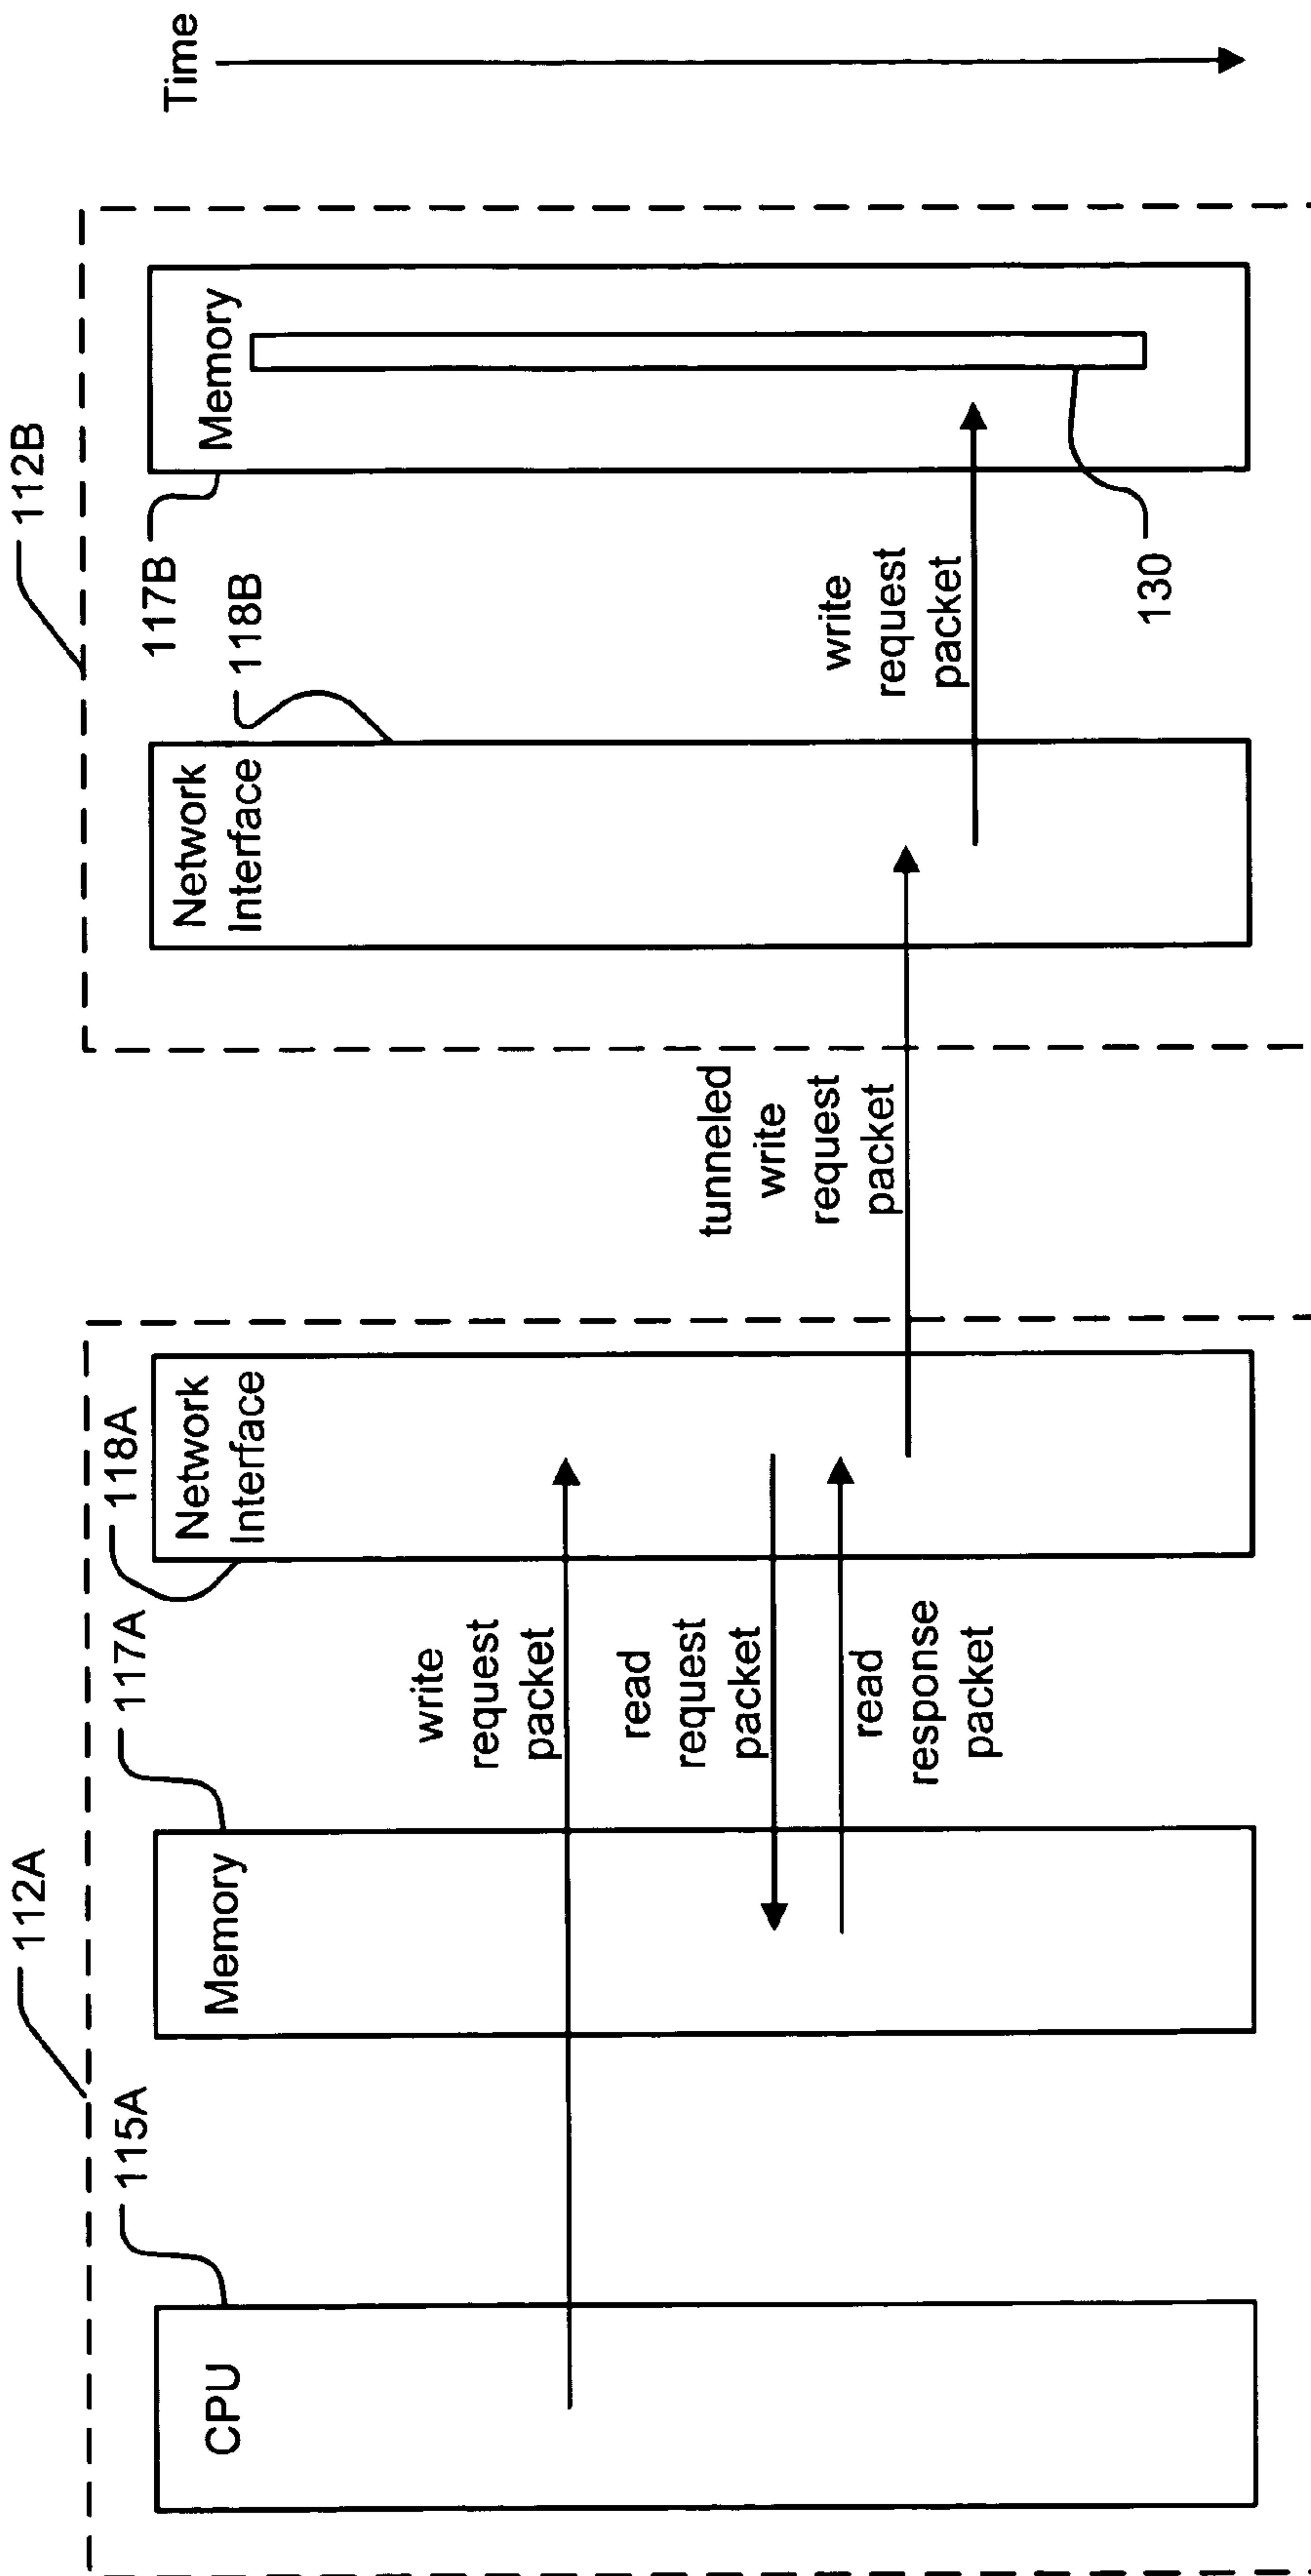 112A
112B
115A
117A
118A
117B
118B
CPU
Memory
Network
Interface
Network
Interface
Memory
Time
write
request
packet
read
request
packet
read
response
packet
tunneled
write
request
packet
write
request
packet
130